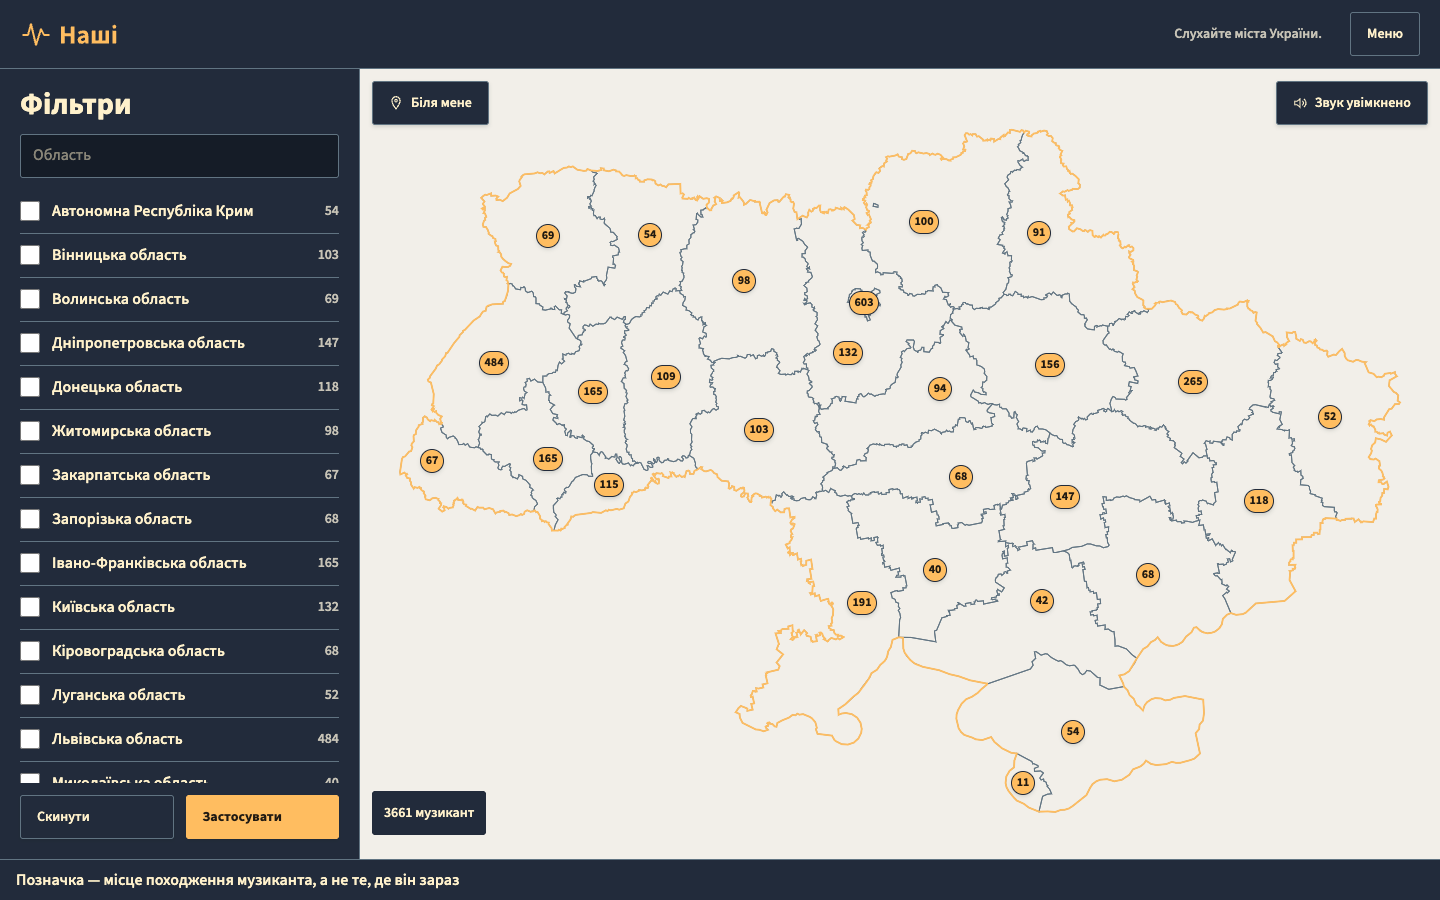 Наші
Слухайте міста України.
Меню
Фільтри
Область
Автономна Республіка Крим 54
Вінницька область 103
Волинська область 69
Дніпропетровська область 147
Донецька область 118
Житомирська область 98
Закарпатська область 67
Запорізька область 68
Івано-Франківська область 165
Київська область 132
Кіровоградська область 68
Луганська область 52
Львівська область 484
Миколаївська область 40
Скинути
Застосувати
Біля мене
Звук увімкнено
100
91
69
54
98
603
132
484
109
156
165
94
265
52
103
67
165
115
68
147
118
40
68
191
42
54
11
3661 музикант
Позначка — місце походження музиканта, а не те, де він зараз